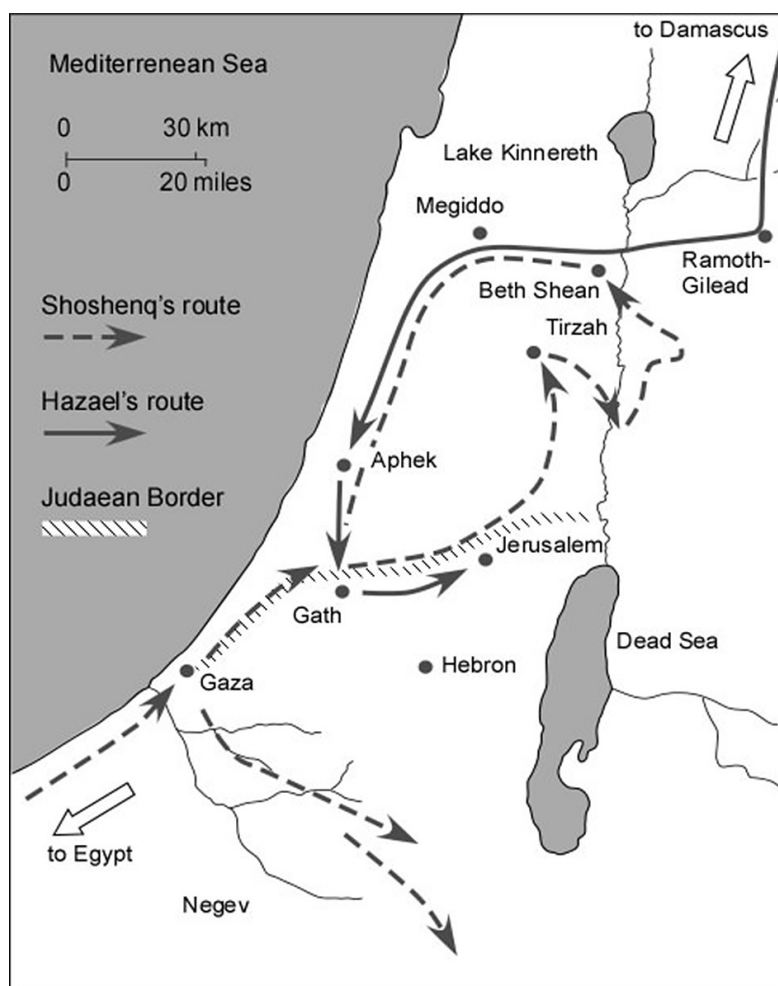 to Damascus
Mediterrenean Sea
0 30 km
0 20 miles
Lake Kinnereth
Megiddo
Ramoth-
Gilead
Beth Shean
Shoshenq's route
Tirzah
Hazael's route
Aphek
Judaean Border
Jerusalem
Gath
Dead Sea
Hebron
Gaza
to Egypt
Negev